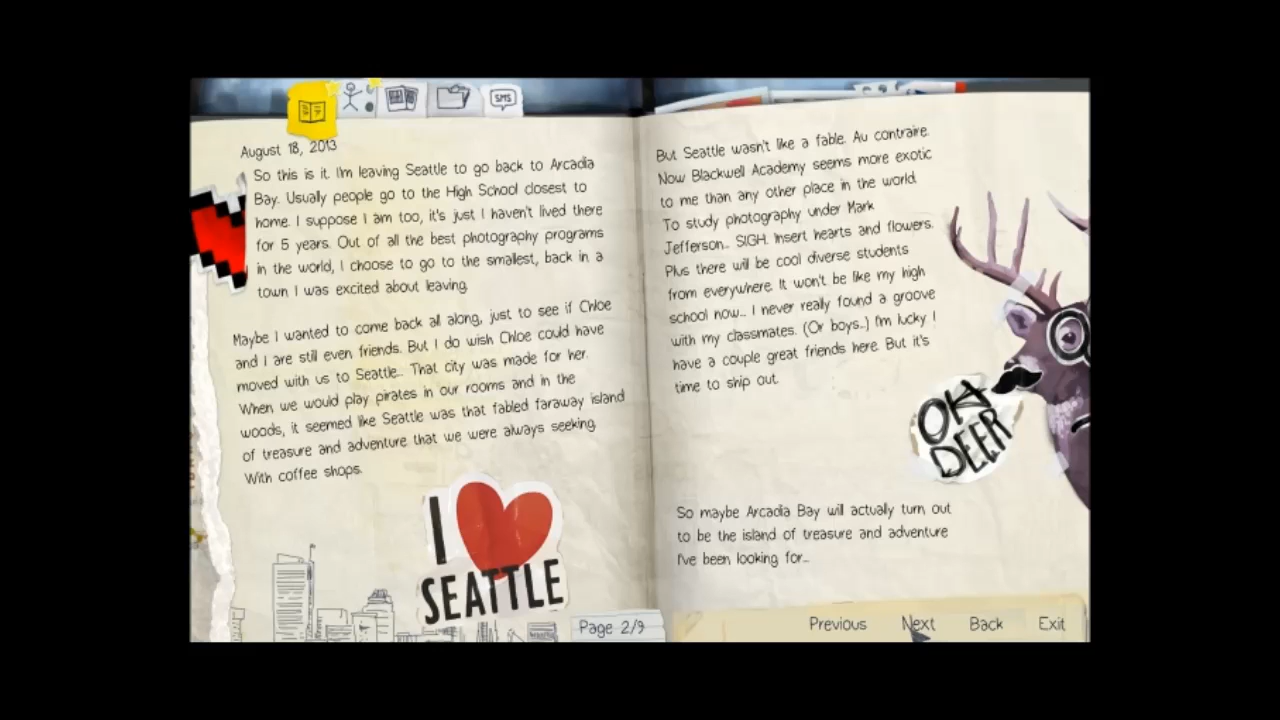 SMS
August 18, 2013
So this is it. I'm leaving Seattle to go back to Arcadia
Bay. Usually people go to the High School closest to
home. I suppose I am too, it's just I haven't lived there
for 5 years. Out of all the best photography programs
in the world, I choose to go to the smallest, back in a
town I was excited about leaving.
Maybe I wanted to come back all along, just to see if Chloe
and I are still even friends. But I do wish Chloe could have
moved with us to Seattle... That city was made for her.
When we would play pirates in our rooms and in the
woods, it seemed like Seattle was that fabled faraway island
of treasure and adventure that we were always seeking.
With coffee shops.
I
SEATTLE
Page 2/9
But Seattle wasn't like a fable. Au contraire.
Now Blackwell Academy seems more exotic
to me than any other place in the world.
To study photography under Mark
Jefferson... SIGH. Insert hearts and flowers.
Plus there will be cool diverse students
from everywhere. It won't be like my high
school now... I never really found a groove
with my classmates. (Or boys...) I'm lucky I
have a couple great friends here. But it's
time to ship out.
OH
DEER
So maybe Arcadia Bay will actually turn out
to be the island of treasure and adventure
I've been looking for...
Previous Next Back Exit